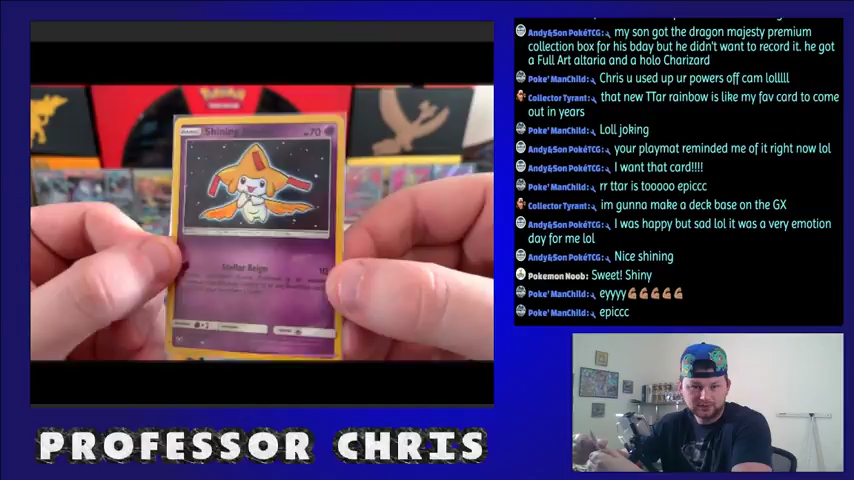 Shining
70
Stellar Reign 10
Andy&Son PokéTCG: my son got the dragon majesty premium
collection box for his bday but he didn't want to record it. he got
a Full Art altaria and a holo Charizard
Poke' ManChild: Chris u used up ur powers off cam lolllll
Collector Tyrant: that new TTar rainbow is like my fav card to come
out in years
Poke' ManChild: Loll joking
Andy&Son PokéTCG: your playmat reminded me of it right now lol
Andy&Son PokéTCG: I want that card!!!!
Poke' ManChild: rr ttar is tooooo epiccc
Collector Tyrant: im gunna make a deck base on the GX
Andy&Son PokéTCG: I was happy but sad lol it was a very emotion
day for me lol
Andy&Son PokéTCG: Nice shining
Pokemon Noob: Sweet! Shiny
Poke' ManChild: eyyyy💪🏽💪🏽💪🏽💪🏽💪🏽
Poke' ManChild: epiccc
PROFESSOR CHRIS